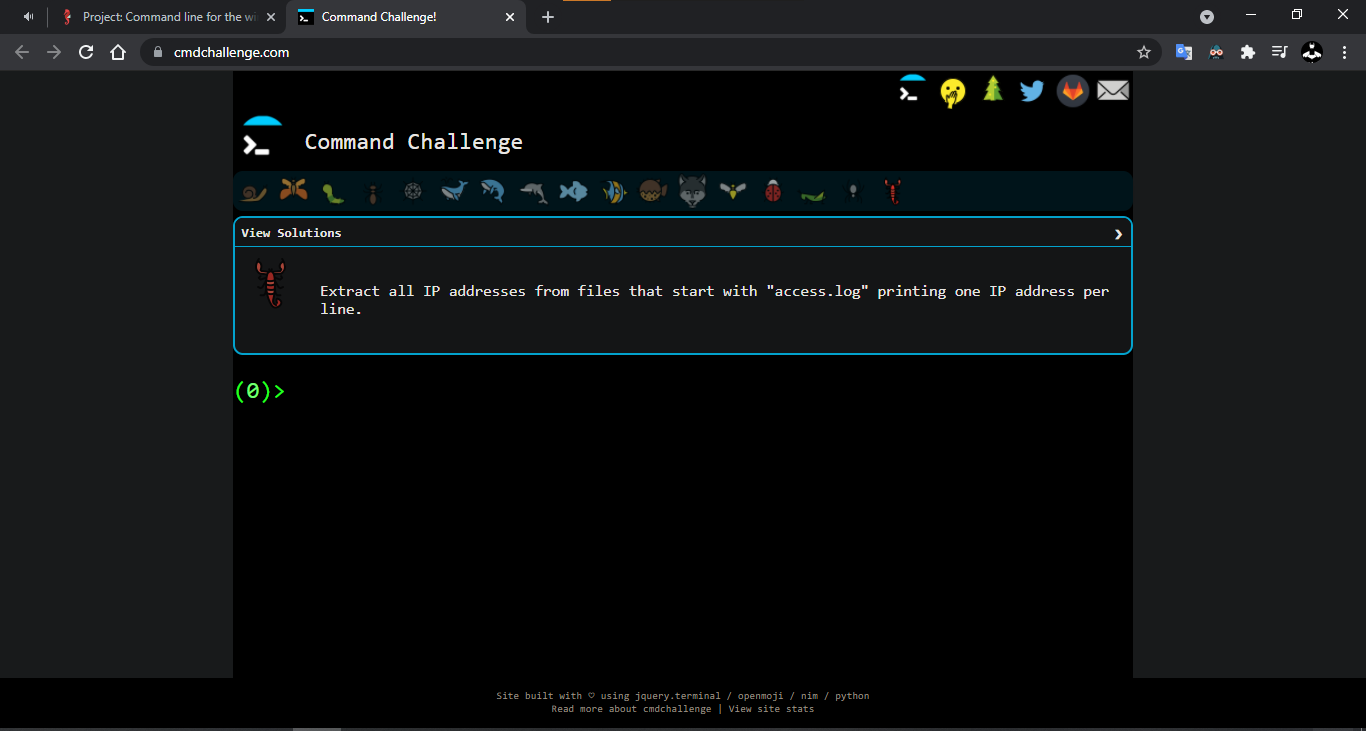 Project: Command line for the wi
Command Challenge!
cmdchallenge.com
Command Challenge
View Solutions
Extract all IP addresses from files that start with "access.log" printing one IP address per
line.
(0)>
Site built with ♡ using jquery.terminal / openmoji / nim / python
Read more about cmdchallenge | View site stats